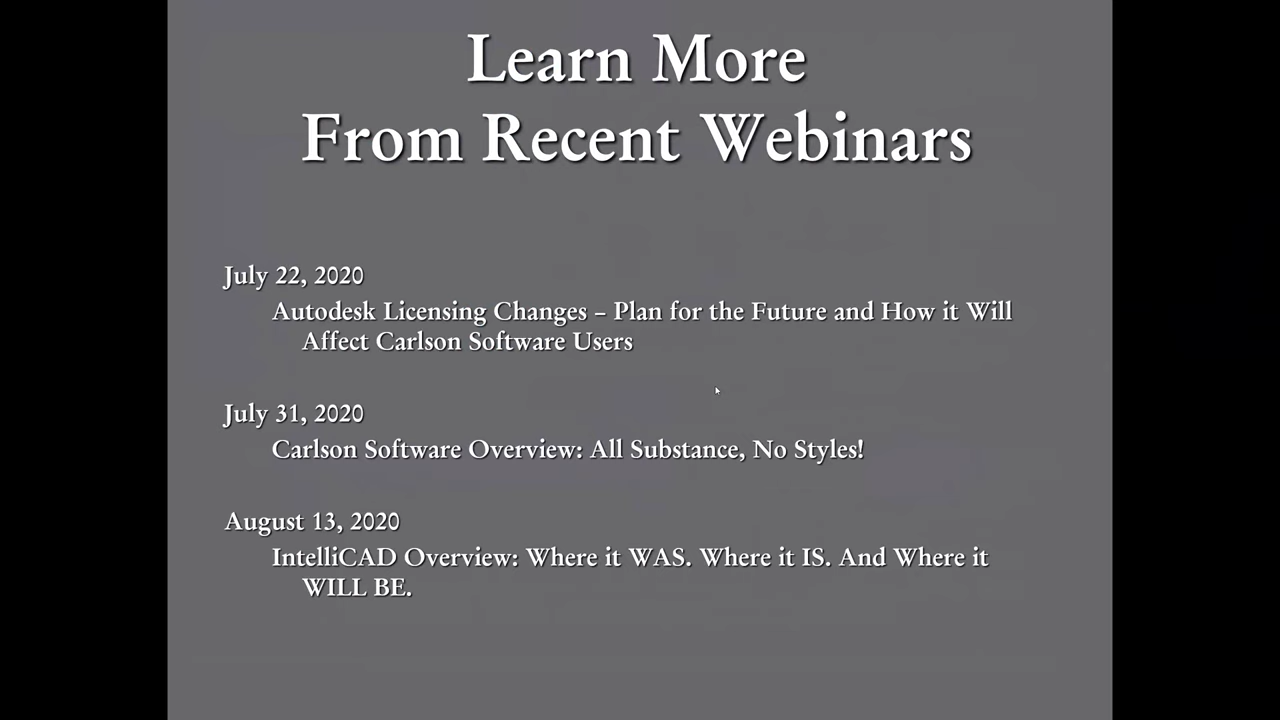 Learn More
From Recent Webinars
July 22, 2020
Autodesk Licensing Changes – Plan for the Future and How it Will
Affect Carlson Software Users
July 31, 2020
Carlson Software Overview: All Substance, No Styles!
August 13, 2020
IntelliCAD Overview: Where it WAS. Where it IS. And Where it
WILL BE.